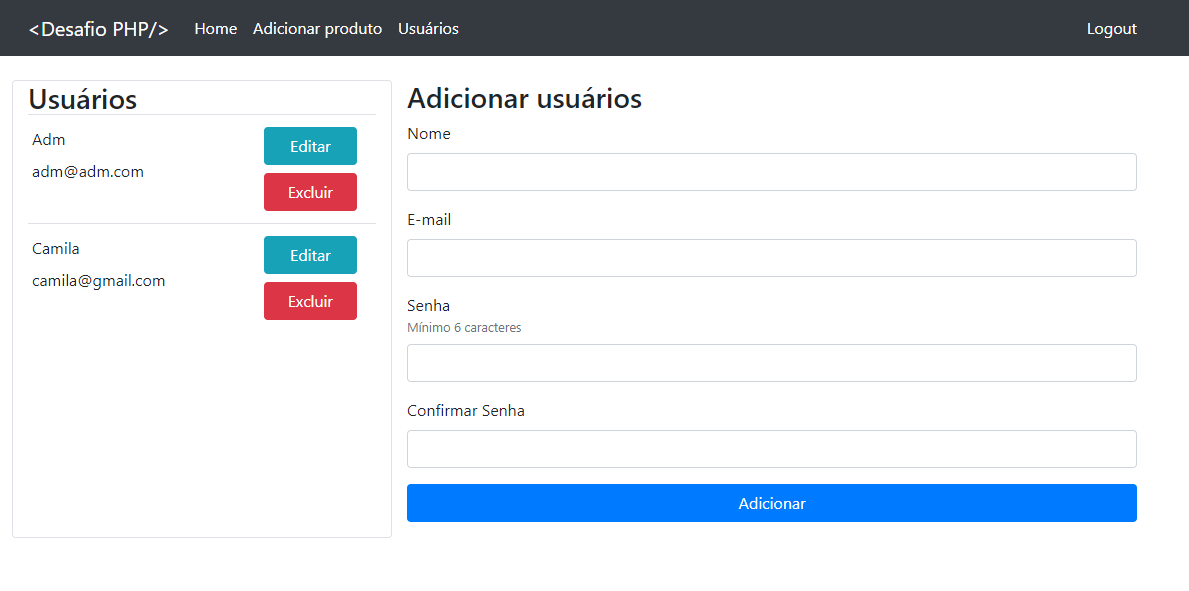 <Desafio PHP/> Home Adicionar produto Usuários Logout
Usuários
Adm
adm@adm.com
Editar
Excluir
Camila
camila@gmail.com
Editar
Excluir
Adicionar usuários
Nome
E-mail
Senha
Mínimo 6 caracteres
Confirmar Senha
Adicionar